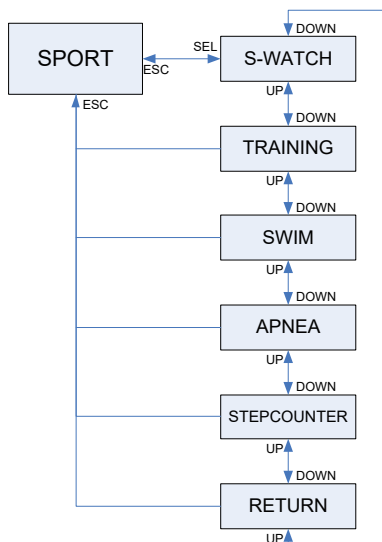 DOWN
SPORT
SEL
S-WATCH
ESC
ESC
UP
DOWN
TRAINING
UP
DOWN
SWIM
UP
DOWN
APNEA
UP
DOWN
STEPCOUNTER
UP
DOWN
RETURN
UP